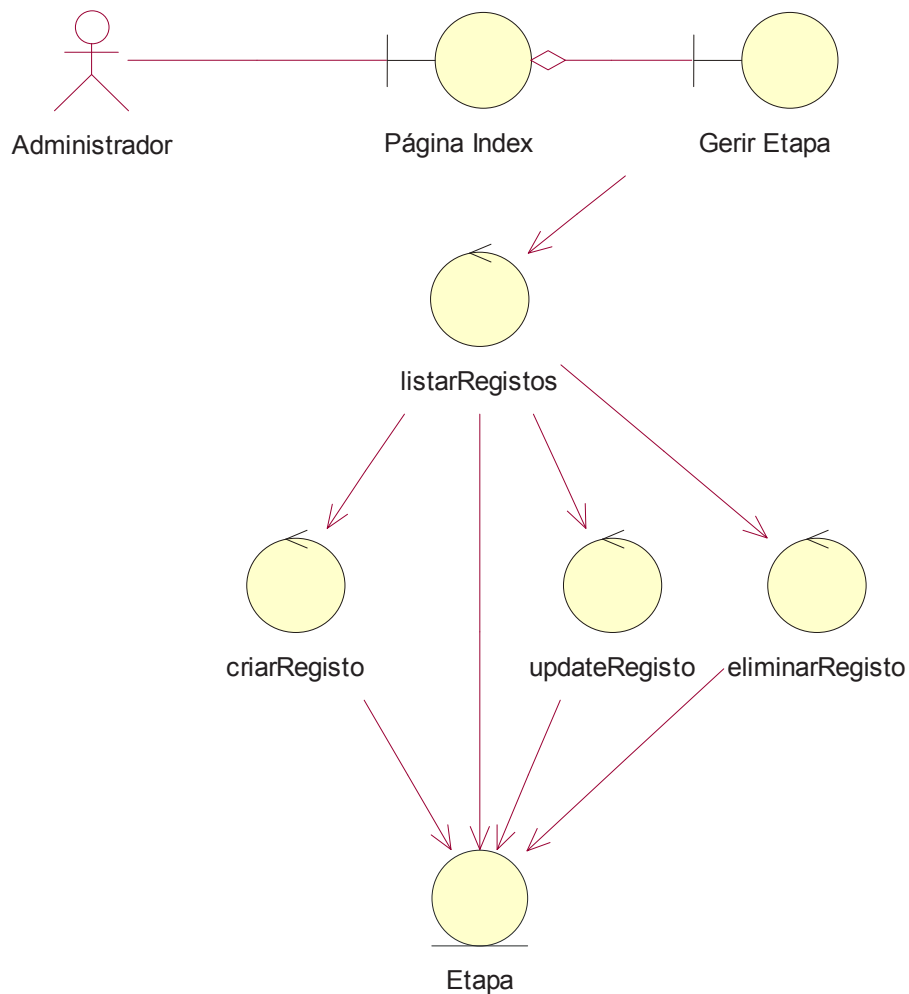 Administrador
Página Index
Gerir Etapa
listarRegistos
criarRegisto
updateRegisto
eliminarRegisto
Etapa